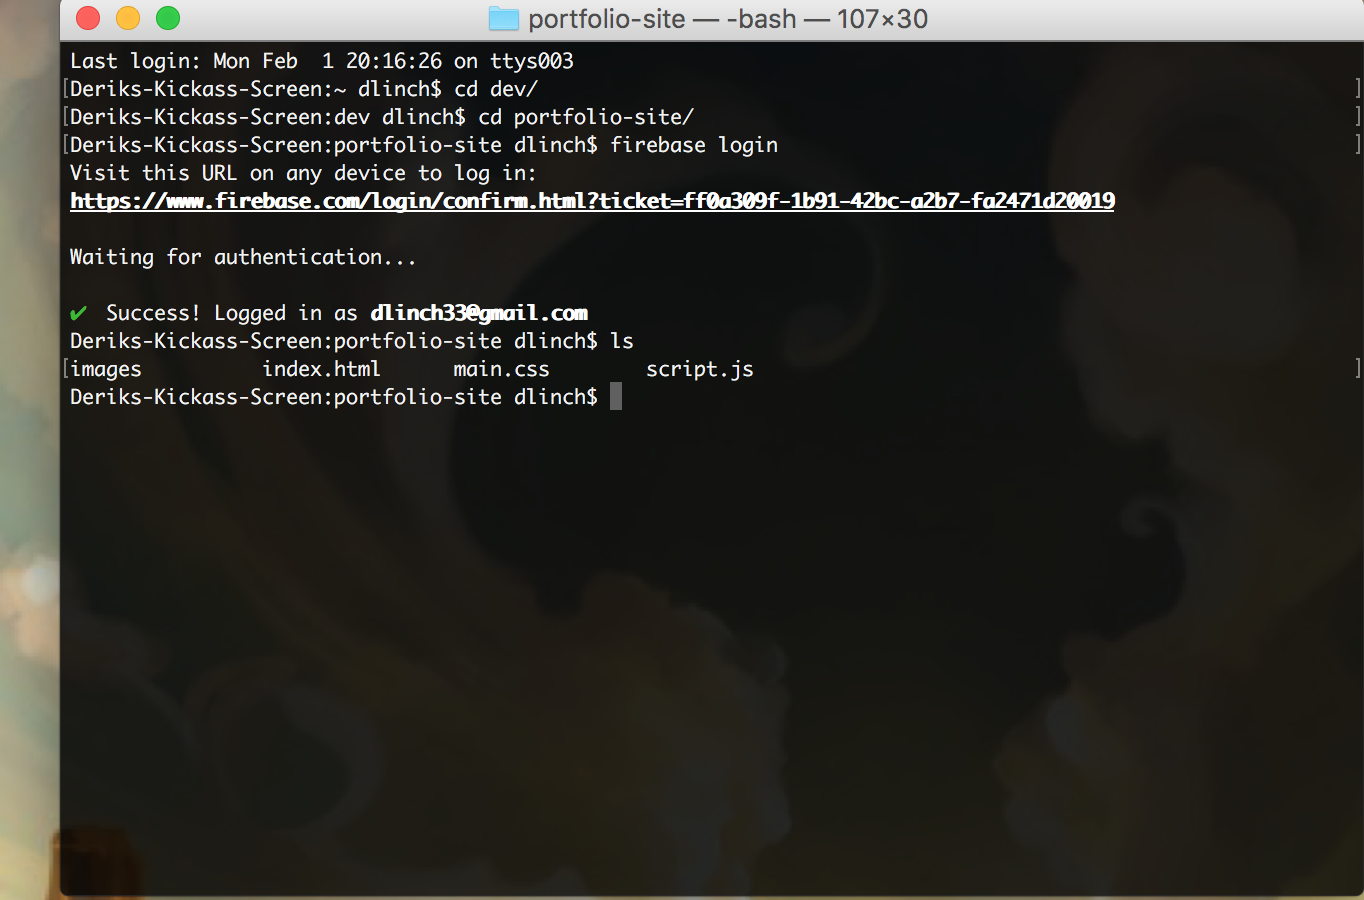 portfolio-site — -bash — 107×30
Last login: Mon Feb  1 20:16:26 on ttys003
[Deriks-Kickass-Screen:~ dlinch$ cd dev/ ]
[Deriks-Kickass-Screen:dev dlinch$ cd portfolio-site/ ]
[Deriks-Kickass-Screen:portfolio-site dlinch$ firebase login ]
Visit this URL on any device to log in:
https://www.firebase.com/login/confirm.html?ticket=ff0a309f-1b91-42bc-a2b7-fa2471d20019
Waiting for authentication...
✔ Success! Logged in as dlinch33@gmail.com
Deriks-Kickass-Screen:portfolio-site dlinch$ ls
[images          index.html      main.css        script.js ]
Deriks-Kickass-Screen:portfolio-site dlinch$